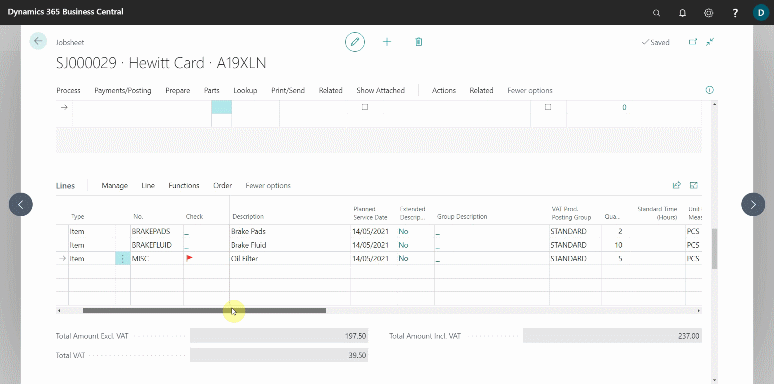 Dynamics 365 Business Central
?
D
Jobsheet
Saved
SJ000029 · Hewitt Card · A19XLN
Process Payments/Posting Prepare Parts Lookup Print/Send Related Show Attached Actions Related Fewer options
0
Lines Manage Line Functions Order Fewer options
Type No. Check Description Planned Service Date Extended Descrip... Group Description VAT Prod. Posting Group Qua... Standard Time (Hours) Unit Meas
Item BRAKEPADS _ Brake Pads 14/05/2021 No _ STANDARD 2 PCS
Item BRAKEFLUID _ Brake Fluid 14/05/2021 No _ STANDARD 10 PCS
Item MISC Oil Filter 14/05/2021 No _ STANDARD 5 PCS
Total Amount Excl. VAT 197.50 Total Amount Incl. VAT 237.00
Total VAT 39.50